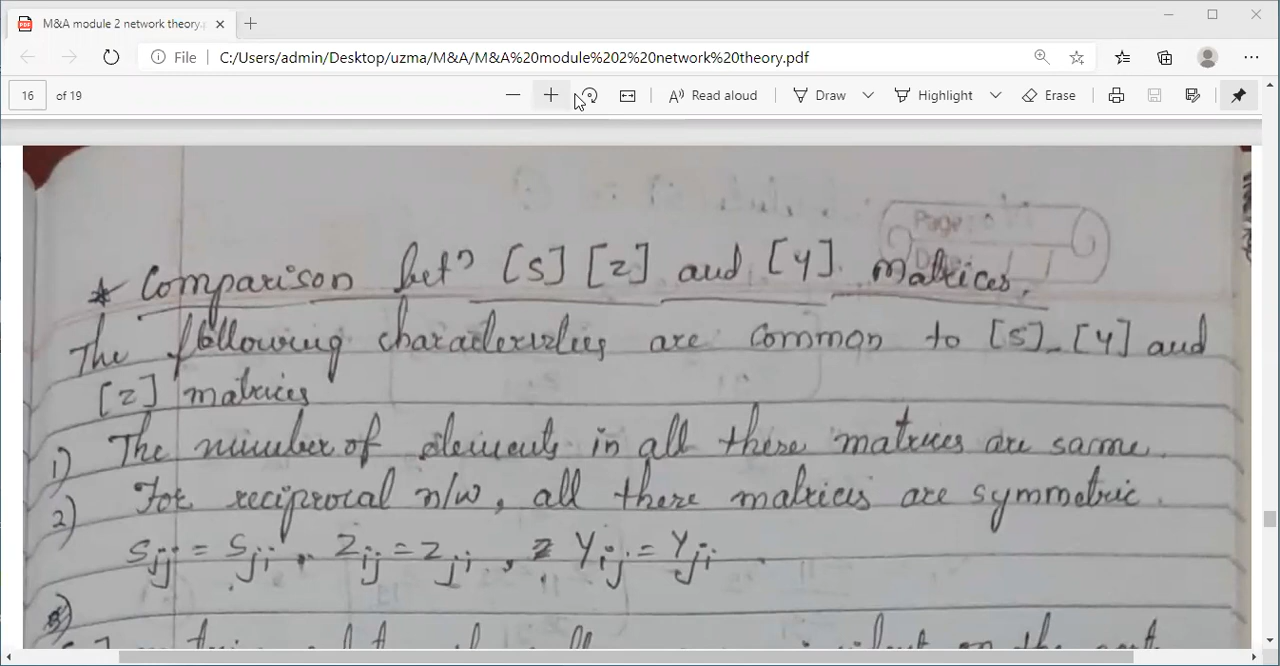 M&A module 2 network theory.
File
C:/Users/admin/Desktop/uzma/M&A/M&A%20module%202%20network%20theory.pdf
16 of 19
Read aloud
Draw
Highlight
Erase
Page:
* Comparison betn [S] [Z] and [Y]. Matrices.
The following characterizties are common to [S]-[Y] and
[Z] matrices
1) The number of elements in all these matrices are same.
2) For reciprocal n/w, all these matrices are symmetric.
Sij = Sji, Zij = Zji, Yij = Yji
3)